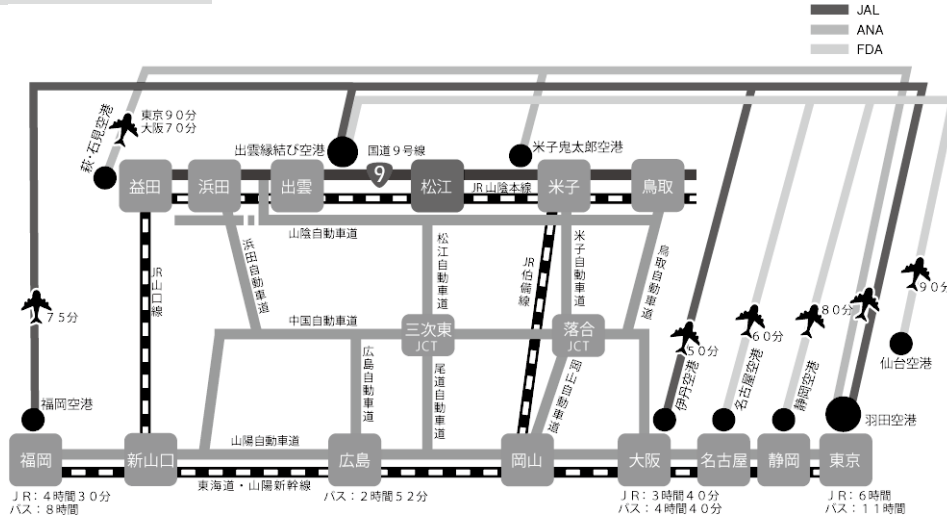 JAL
ANA
FDA
萩・石見空港
東京90分
大阪70分
出雲縁結び空港
国道9号線
9
米子鬼太郎空港
益田
浜田
出雲
松江
JR山陰本線
米子
鳥取
山陰自動車道
浜田自動車道
松江自動車道
JR伯備線
米子自動車道
鳥取自動車道
JR山口線
中国自動車道
三次東
JCT
落合
JCT
75分
50分
60分
80分
90分
広島自動車道
尾道自動車道
岡山自動車道
伊丹空港
名古屋空港
静岡空港
仙台空港
福岡空港
羽田空港
山陽自動車道
福岡
新山口
広島
岡山
大阪
名古屋
静岡
東京
東海道・山陽新幹線
JR：4時間30分
バス：8時間
バス：2時間52分
JR：3時間40分
バス：4時間40分
JR：6時間
バス：11時間